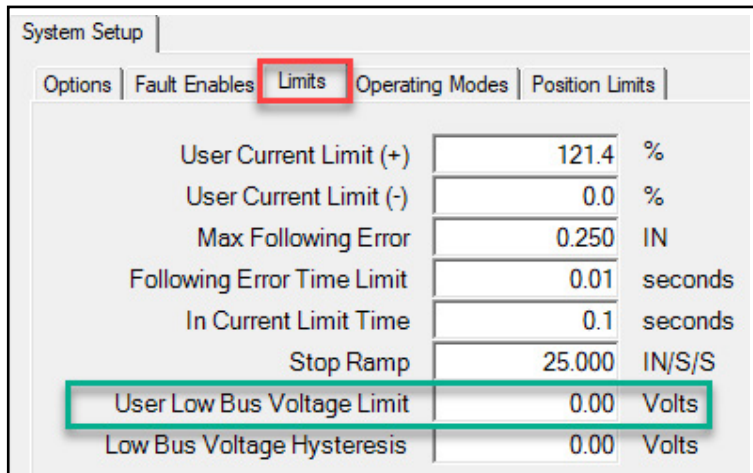 System Setup
Options Fault Enables Limits Operating Modes Position Limits
User Current Limit (+) 121.4 %
User Current Limit (-) 0.0 %
Max Following Error 0.250 IN
Following Error Time Limit 0.01 seconds
In Current Limit Time 0.1 seconds
Stop Ramp 25.000 IN/S/S
User Low Bus Voltage Limit 0.00 Volts
Low Bus Voltage Hysteresis 0.00 Volts